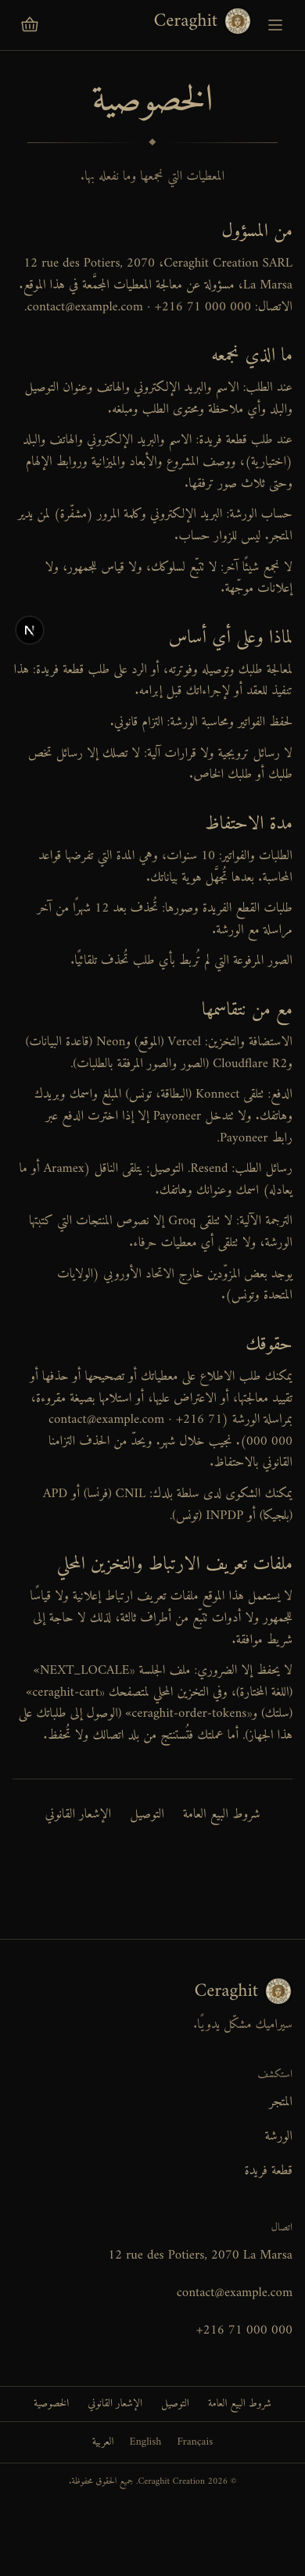 Ceraghit
الخصوصية
المعطيات التي نجمعها وما نفعله بها.
من المسؤول
Ceraghit Creation SARL، 12 rue des Potiers, 2070
La Marsa، مسؤولة عن معالجة المعطيات المجمَّعة في هذا الموقع.
الاتصال: contact@example.com · +216 71 000 000.
ما الذي نجمعه
عند الطلب: الاسم والبريد الإلكتروني والهاتف وعنوان التوصيل
والبلد وأي ملاحظة ومحتوى الطلب ومبلغه.
عند طلب قطعة فريدة: الاسم والبريد الإلكتروني والهاتف والبلد
(اختيارية)، ووصف المشروع والأبعاد والميزانية وروابط الإلهام
وحتى ثلاث صور ترفقها.
حساب الورشة: البريد الإلكتروني وكلمة المرور (مشفّرة) لمن يدير
المتجر. ليس للزوار حساب.
لا نجمع شيئًا آخر: لا تتبّع لسلوكك، ولا قياس للجمهور، ولا
إعلانات موجّهة.
لماذا وعلى أي أساس
لمعالجة طلبك وتوصيله وفوترته، أو الرد على طلب قطعة فريدة: هذا
تنفيذ للعقد أو لإجراءاتك قبل إبرامه.
لحفظ الفواتير ومحاسبة الورشة: التزام قانوني.
لا رسائل ترويجية ولا قرارات آلية: لا تصلك إلا رسائل تخص
طلبك أو طلبك الخاص.
مدة الاحتفاظ
الطلبات والفواتير: 10 سنوات، وهي المدة التي تفرضها قواعد
المحاسبة. بعدها تُجهَّل هوية بياناتك.
طلبات القطع الفريدة وصورها: تُحذف بعد 12 شهرًا من آخر
مراسلة مع الورشة.
الصور المرفوعة التي لم تُربط بأي طلب تُحذف تلقائيًا.
مع من نتقاسمها
الاستضافة والتخزين: Vercel (الموقع) وNeon (قاعدة البيانات)
وCloudflare R2 (الصور والصور المرفقة بالطلبات).
الدفع: تتلقى Konnect (البطاقة، تونس) المبلغ واسمك وبريدك
وهاتفك. ولا تتدخل Payoneer إلا إذا اخترت الدفع عبر
رابط Payoneer.
رسائل الطلب: Resend. التوصيل: يتلقى الناقل (Aramex أو ما
يعادله) اسمك وعنوانك وهاتفك.
الترجمة الآلية: لا تتلقى Groq إلا نصوص المنتجات التي كتبتها
الورشة، ولا تتلقى أي معطيات حرفاء.
يوجد بعض المزوّدين خارج الاتحاد الأوروبي (الولايات
المتحدة وتونس).
حقوقك
يمكنك طلب الاطلاع على معطياتك أو تصحيحها أو حذفها أو
تقييد معالجتها، أو الاعتراض عليها، أو استلامها بصيغة مقروءة،
بمراسلة الورشة (contact@example.com · +216 71
000 000). نجيب خلال شهر. ويحدّ من الحذف التزامنا
القانوني بالاحتفاظ.
يمكنك الشكوى لدى سلطة بلدك: CNIL (فرنسا) أو APD
(بلجيكا) أو INPDP (تونس).
ملفات تعريف الارتباط والتخزين المحلي
لا يستعمل هذا الموقع ملفات تعريف ارتباط إعلانية ولا قياسًا
للجمهور ولا أدوات تتبّع من أطراف ثالثة، لذلك لا حاجة إلى
شريط موافقة.
لا يحفظ إلا الضروري: ملف الجلسة «NEXT_LOCALE»
(اللغة المختارة)، وفي التخزين المحلي لمتصفحك «ceraghit-cart»
(سلتك) و«ceraghit-order-tokens» (الوصول إلى طلباتك على
هذا الجهاز). أما عملتك فتُستنتج من بلد اتصالك ولا تُحفظ.
شروط البيع العامة التوصيل الإشعار القانوني
Ceraghit
سيراميك مشكّل يدويًا.
استكشف
المتجر
الورشة
قطعة فريدة
اتصال
12 rue des Potiers, 2070 La Marsa
contact@example.com
+216 71 000 000
شروط البيع العامة التوصيل الإشعار القانوني الخصوصية
Français English العربية
© 2026 Ceraghit Creation. جميع الحقوق محفوظة.